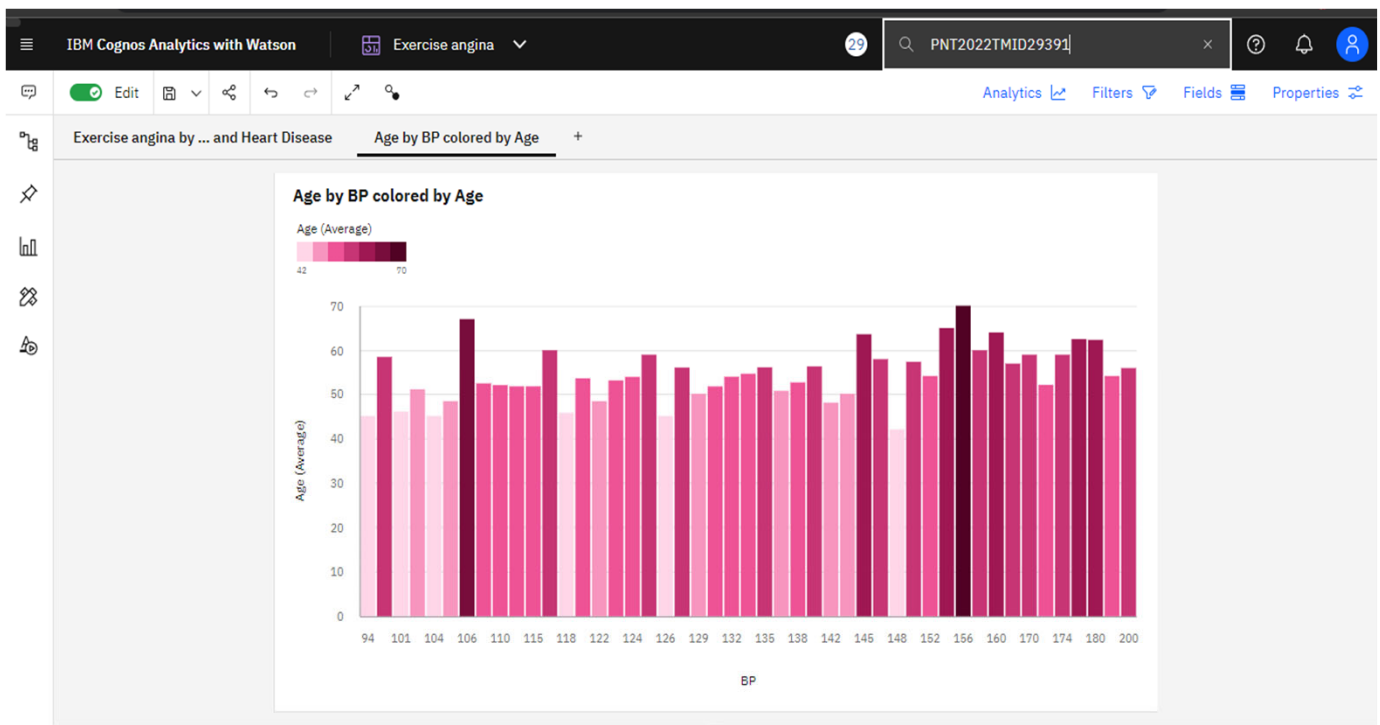 IBM Cognos Analytics with Watson
Exercise angina
29
PNT2022TMID29391
Edit
Analytics
Filters
Fields
Properties
Exercise angina by ... and Heart Disease
Age by BP colored by Age
+
Age by BP colored by Age
Age (Average)
42 70
70
60
50
40
30
20
10
0
Age (Average)
94 101 104 106 110 115 118 122 124 126 129 132 135 138 142 145 148 152 156 160 170 174 180 200
BP